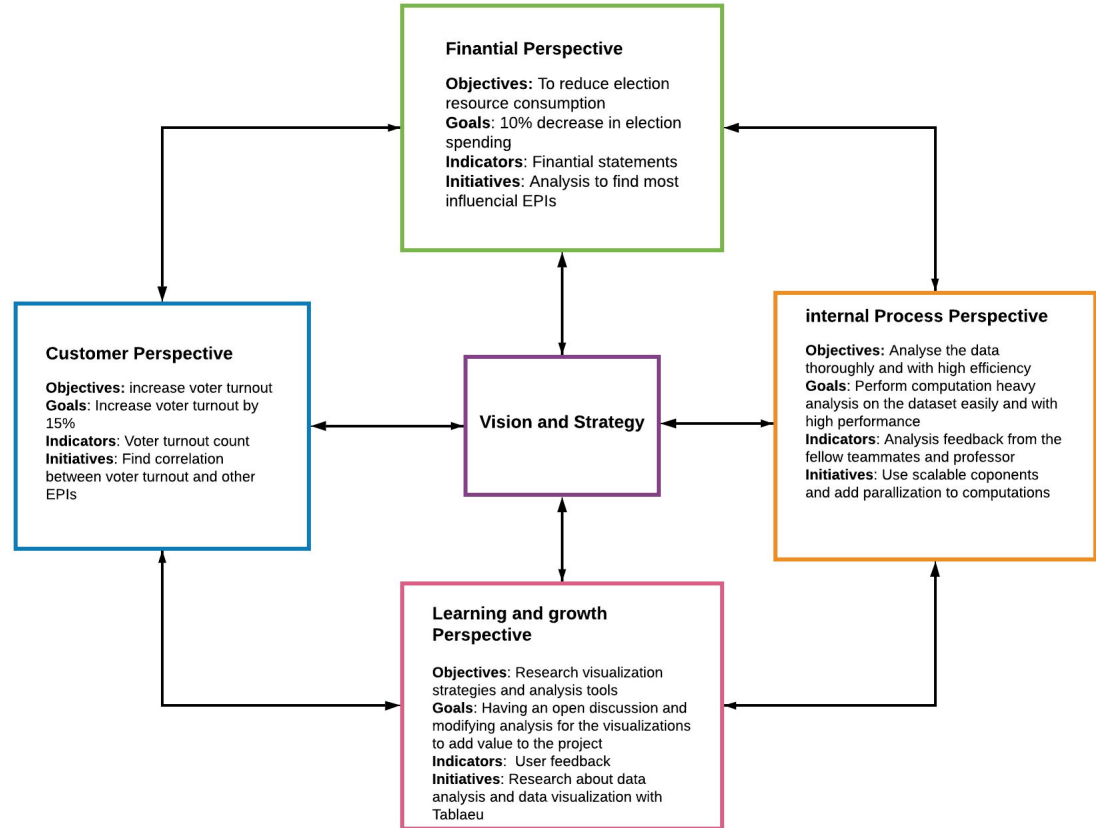 Finantial Perspective
Objectives: To reduce election
resource consumption
Goals: 10% decrease in election
spending
Indicators: Finantial statements
Initiatives: Analysis to find most
influencial EPIs
Customer Perspective
Objectives: increase voter turnout
Goals: Increase voter turnout by
15%
Indicators: Voter turnout count
Initiatives: Find correlation
between voter turnout and other
EPIs
Vision and Strategy
internal Process Perspective
Objectives: Analyse the data
thoroughly and with high efficiency
Goals: Perform computation heavy
analysis on the dataset easily and with
high performance
Indicators: Analysis feedback from the
fellow teammates and professor
Initiatives: Use scalable coponents
and add parallization to computations
Learning and growth
Perspective
Objectives: Research visualization
strategies and analysis tools
Goals: Having an open discussion and
modifying analysis for the visualizations
to add value to the project
Indicators: User feedback
Initiatives: Research about data
analysis and data visualization with
Tablaeu